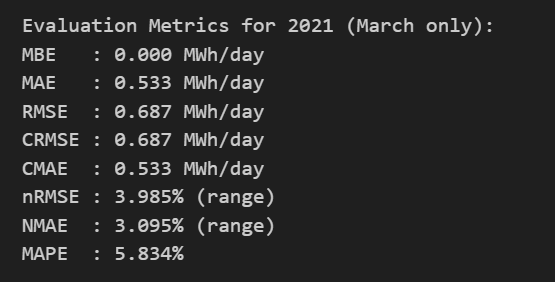 Evaluation Metrics for 2021 (March only):
MBE   : 0.000 MWh/day
MAE   : 0.533 MWh/day
RMSE  : 0.687 MWh/day
CRMSE : 0.687 MWh/day
CMAE  : 0.533 MWh/day
nRMSE : 3.985% (range)
NMAE  : 3.095% (range)
MAPE  : 5.834%